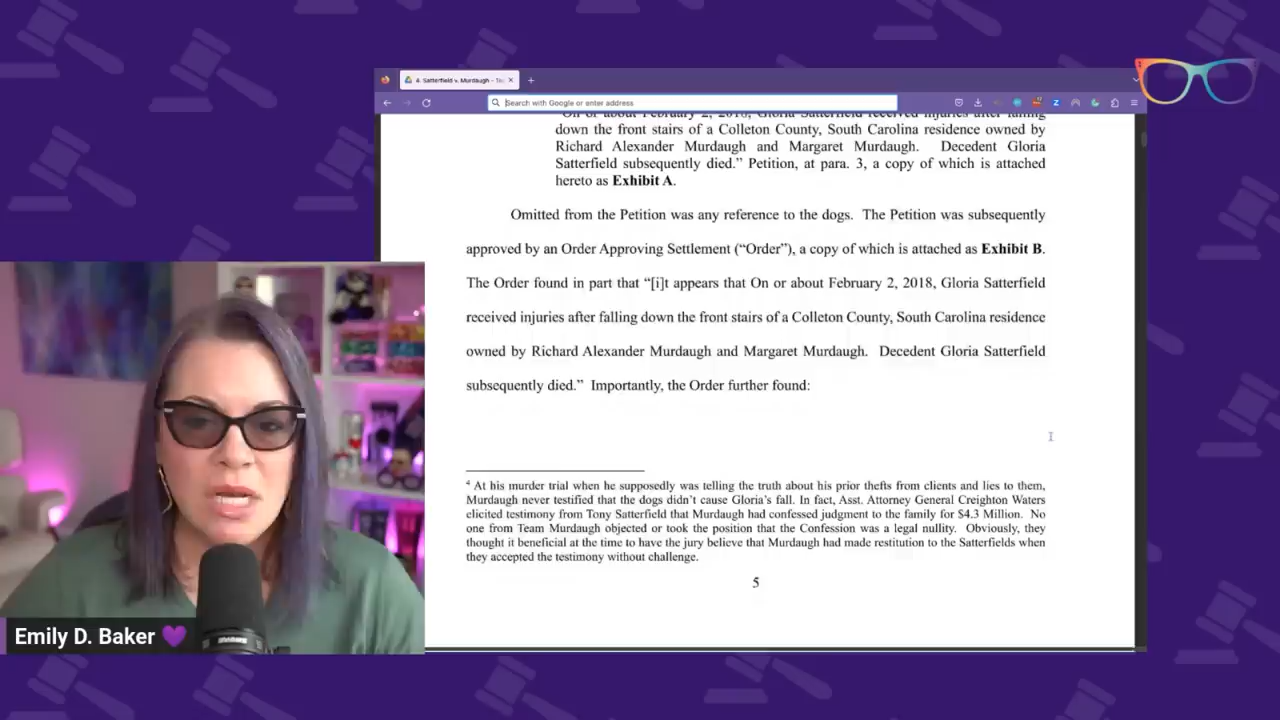 4. Satterfield v. Murdaugh - Te
Search with Google or enter address
"On or about February 2, 2018, Gloria Satterfield received injuries after falling
down the front stairs of a Colleton County, South Carolina residence owned by
Richard Alexander Murdaugh and Margaret Murdaugh. Decedent Gloria
Satterfield subsequently died." Petition, at para. 3, a copy of which is attached
hereto as Exhibit A.
Omitted from the Petition was any reference to the dogs. The Petition was subsequently
approved by an Order Approving Settlement ("Order"), a copy of which is attached as Exhibit B.
The Order found in part that "[i]t appears that On or about February 2, 2018, Gloria Satterfield
received injuries after falling down the front stairs of a Colleton County, South Carolina residence
owned by Richard Alexander Murdaugh and Margaret Murdaugh. Decedent Gloria Satterfield
subsequently died." Importantly, the Order further found:
4 At his murder trial when he supposedly was telling the truth about his prior thefts from clients and lies to them,
Murdaugh never testified that the dogs didn't cause Gloria's fall. In fact, Asst. Attorney General Creighton Waters
elicited testimony from Tony Satterfield that Murdaugh had confessed judgment to the family for $4.3 Million. No
one from Team Murdaugh objected or took the position that the Confession was a legal nullity. Obviously, they
thought it beneficial at the time to have the jury believe that Murdaugh had made restitution to the Satterfields when
they accepted the testimony without challenge.
5
Emily D. Baker 💜